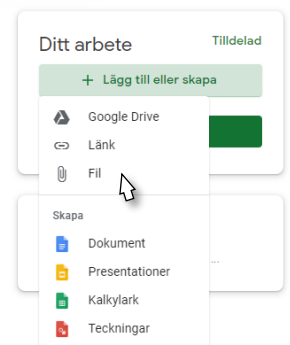 Ditt arbete
Tilldelad
+ Lägg till eller skapa
Google Drive
Länk
Fil
Skapa
Dokument
Presentationer
Kalkylark
Teckningar